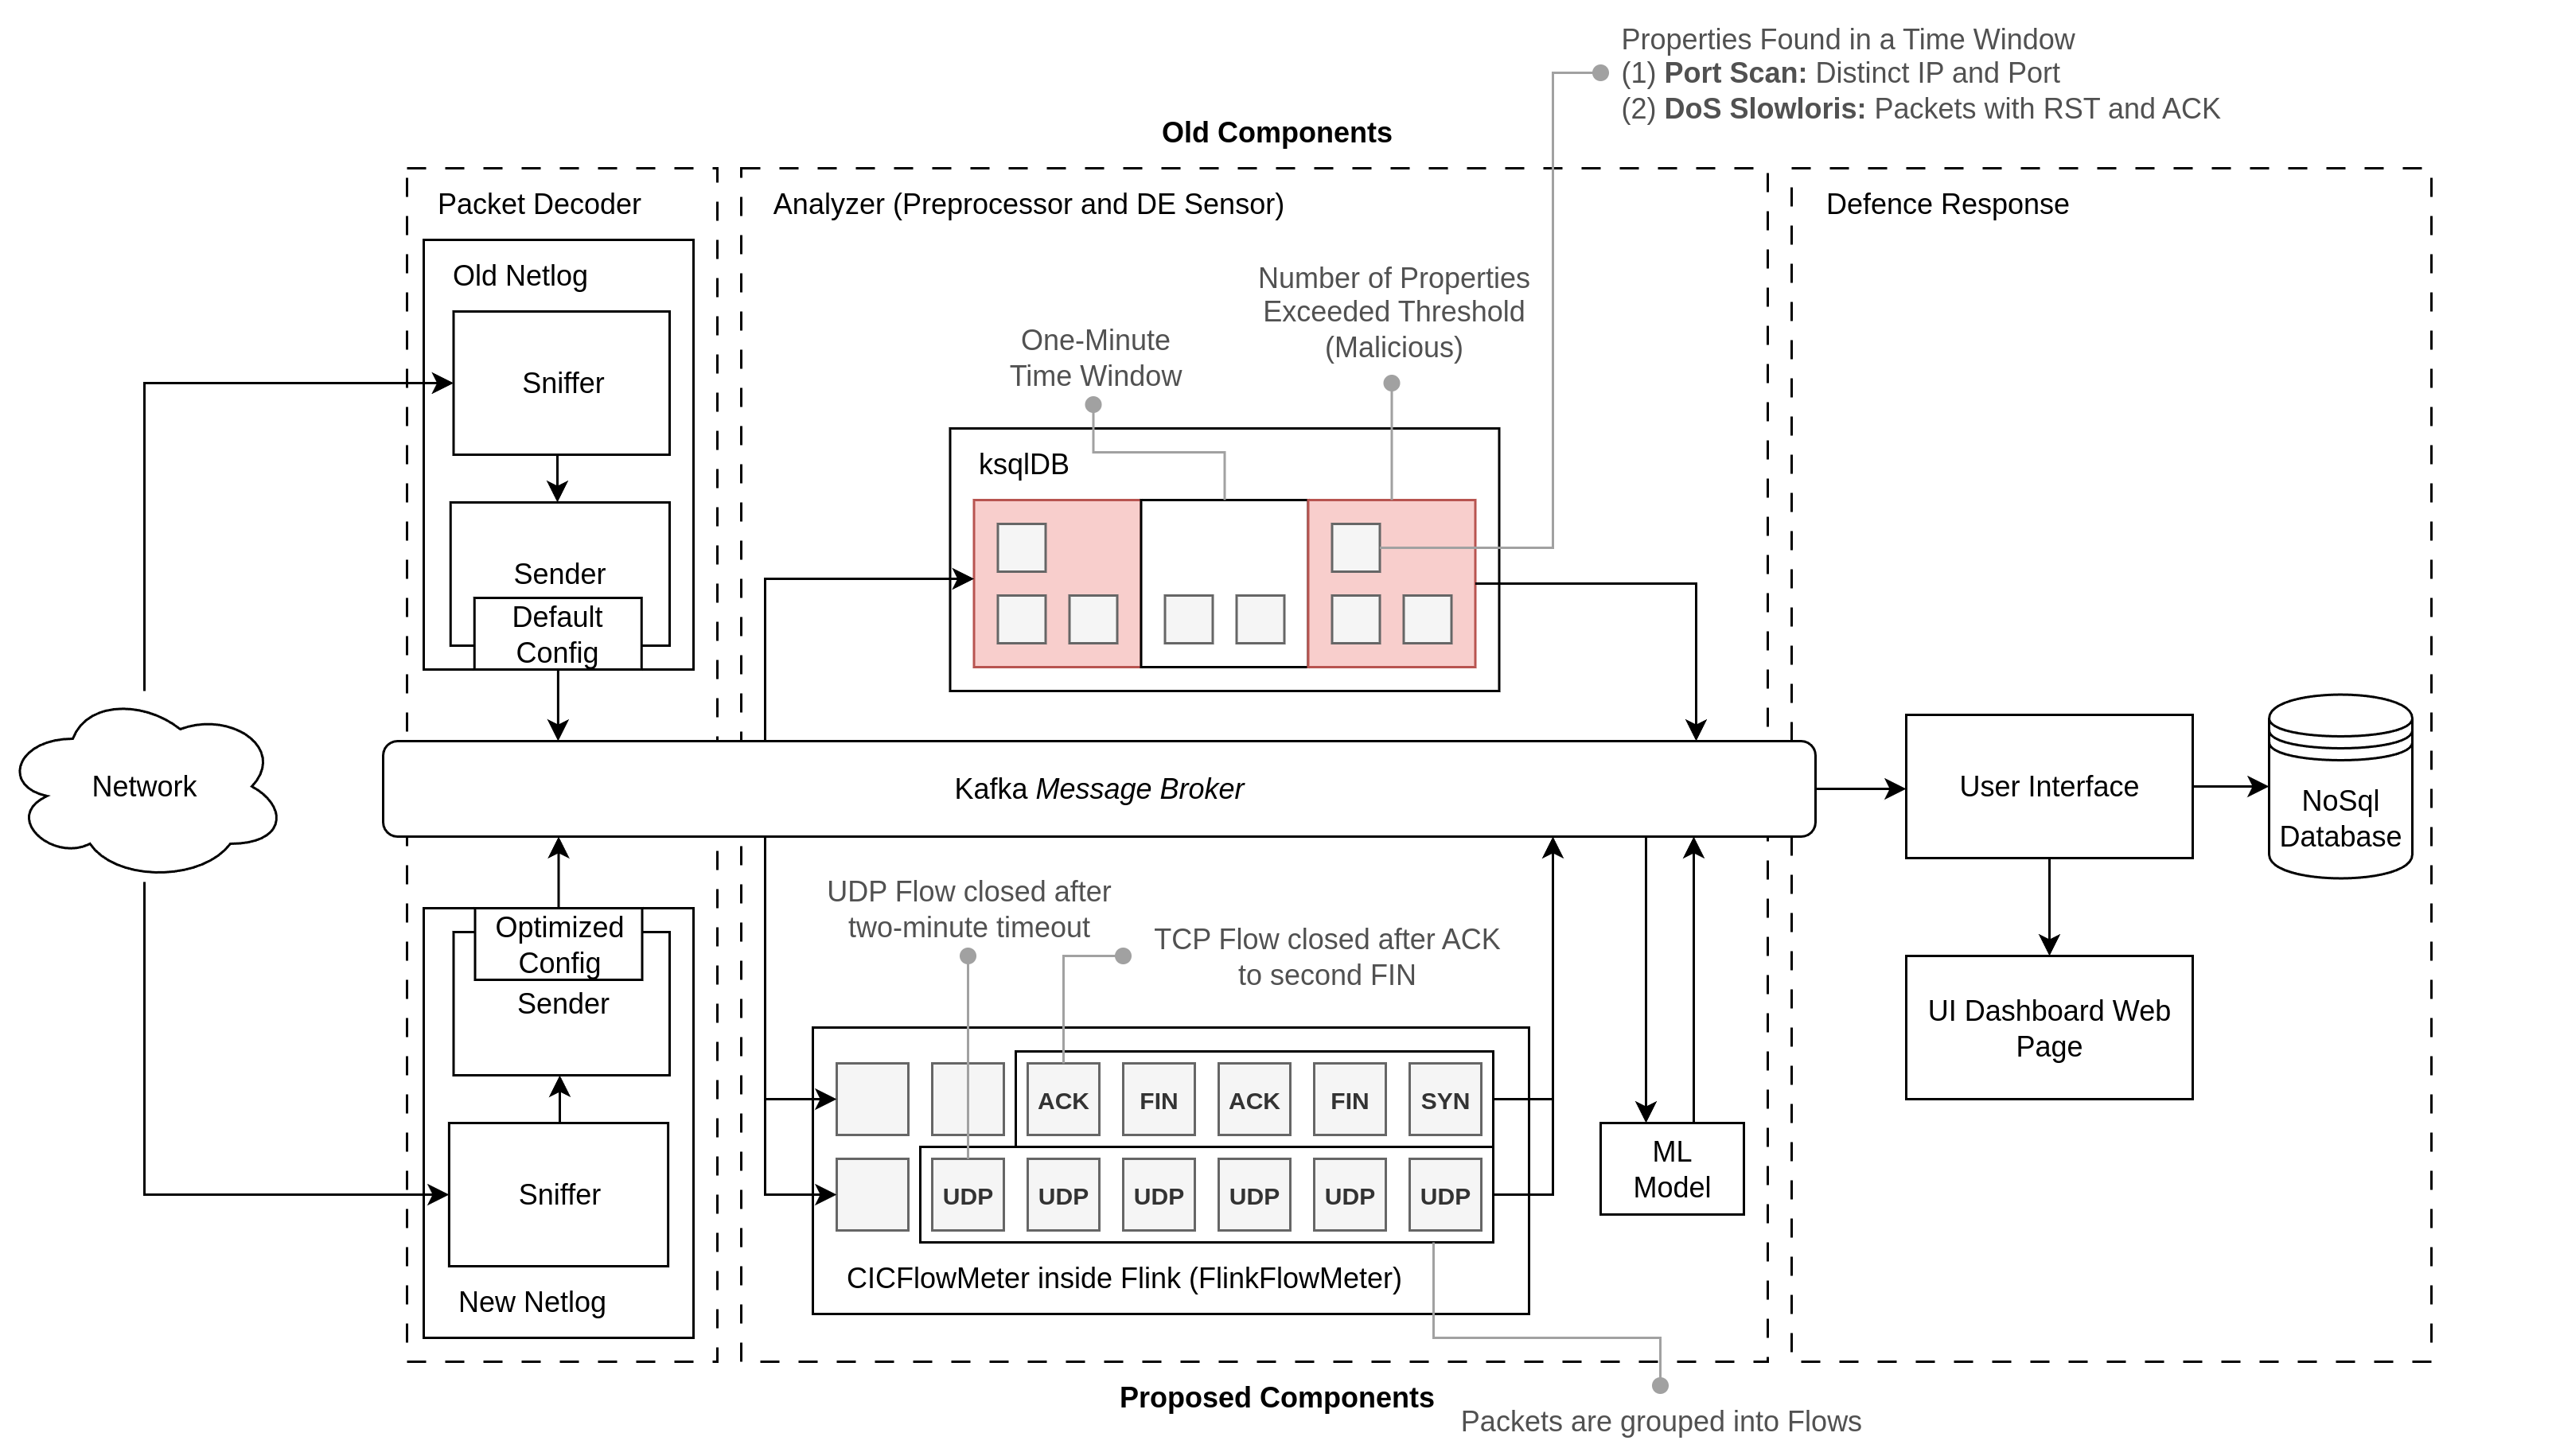 Properties Found in a Time Window
(1) Port Scan: Distinct IP and Port
(2) DoS Slowloris: Packets with RST and ACK
Old Components
Packet Decoder
Analyzer (Preprocessor and DE Sensor)
Defence Response
Old Netlog
Sniffer
Sender
Default
Config
Number of Properties
Exceeded Threshold
(Malicious)
One-Minute
Time Window
ksqlDB
Network
Kafka Message Broker
User Interface
NoSql
Database
UI Dashboard Web
Page
Optimized
Config
Sender
Sniffer
New Netlog
UDP Flow closed after
two-minute timeout
TCP Flow closed after ACK
to second FIN
ACK FIN ACK FIN SYN
UDP UDP UDP UDP UDP UDP
CICFlowMeter inside Flink (FlinkFlowMeter)
ML
Model
Proposed Components
Packets are grouped into Flows